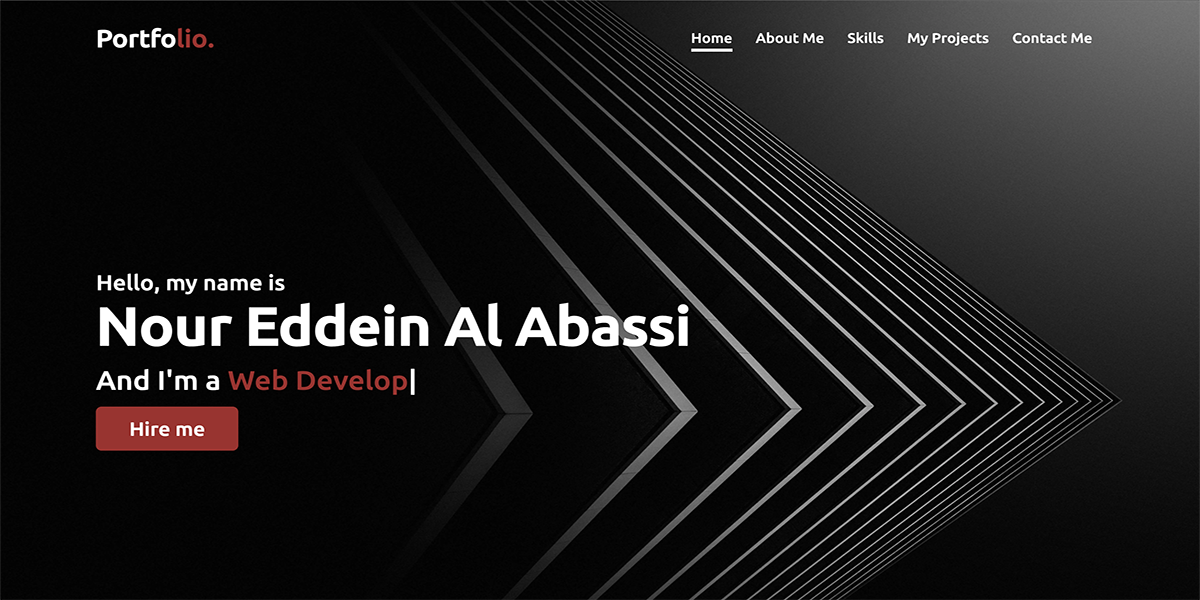 Portfolio.
Home About Me Skills My Projects Contact Me
Hello, my name is
Nour Eddein Al Abassi
And I'm a Web Develop|
Hire me